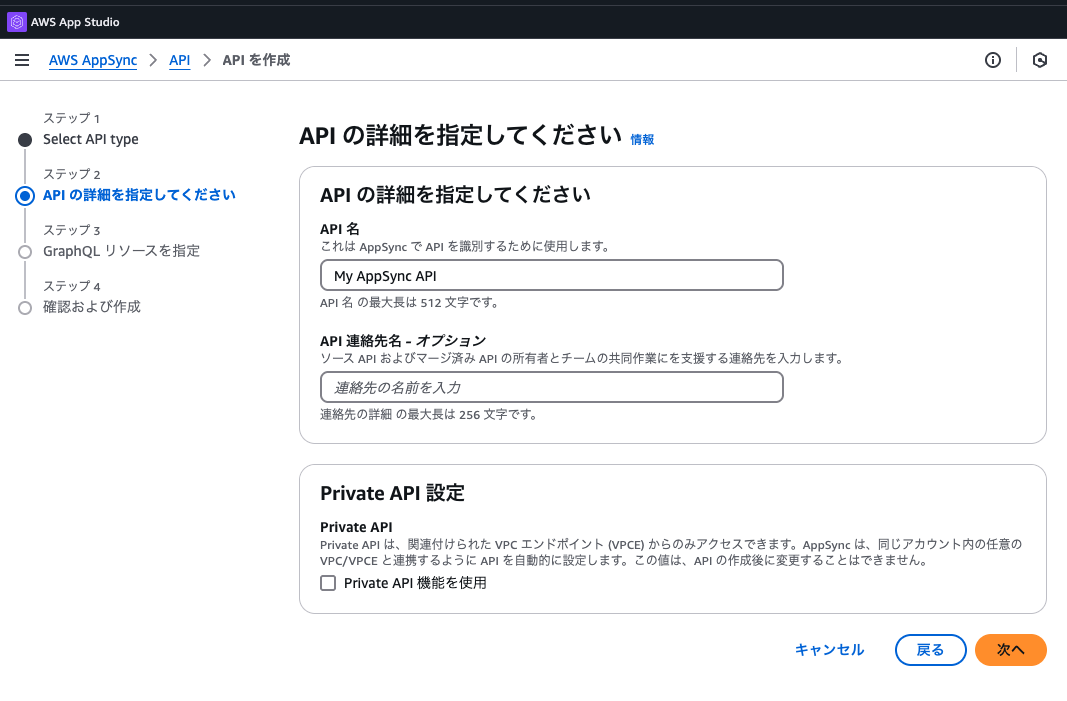 AWS App Studio
AWS AppSync
API
API を作成
ステップ 1
Select API type
ステップ 2
API の詳細を指定してください
ステップ 3
GraphQL リソースを指定
ステップ 4
確認および作成
API の詳細を指定してください 情報
API の詳細を指定してください
API 名
これは AppSync で API を識別するために使用します。
My AppSync API
API 名 の最大長は 512 文字です。
API 連絡先名 - オプション
ソース API およびマージ済み API の所有者とチームの共同作業にを支援する連絡先を入力します。
連絡先の名前を入力
連絡先の詳細 の最大長は 256 文字です。
Private API 設定
Private API
Private API は、関連付けられた VPC エンドポイント (VPCE) からのみアクセスできます。AppSync は、同じアカウント内の任意の
VPC/VPCE と連携するように API を自動的に設定します。この値は、API の作成後に変更することはできません。
Private API 機能を使用
キャンセル
戻る
次へ